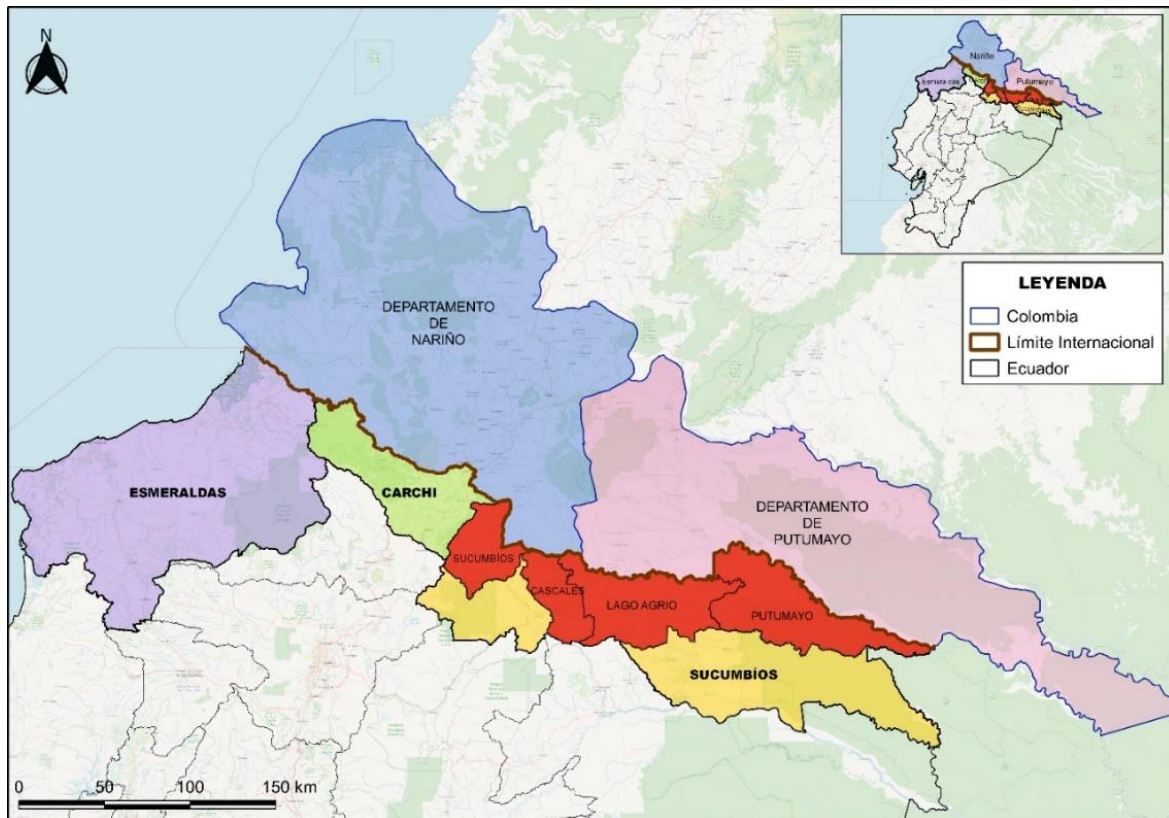 N
Nariño
Esmeraldas
Putumayo
LEYENDA
Colombia
Límite Internacional
Ecuador
DEPARTAMENTO
DE
NARIÑO
ESMERALDAS
CARCHI
DEPARTAMENTO
DE
PUTUMAYO
SUCUMBÍOS
CASCALES
LAGO AGRIO
PUTUMAYO
SUCUMBÍOS
0 50 100 150 km